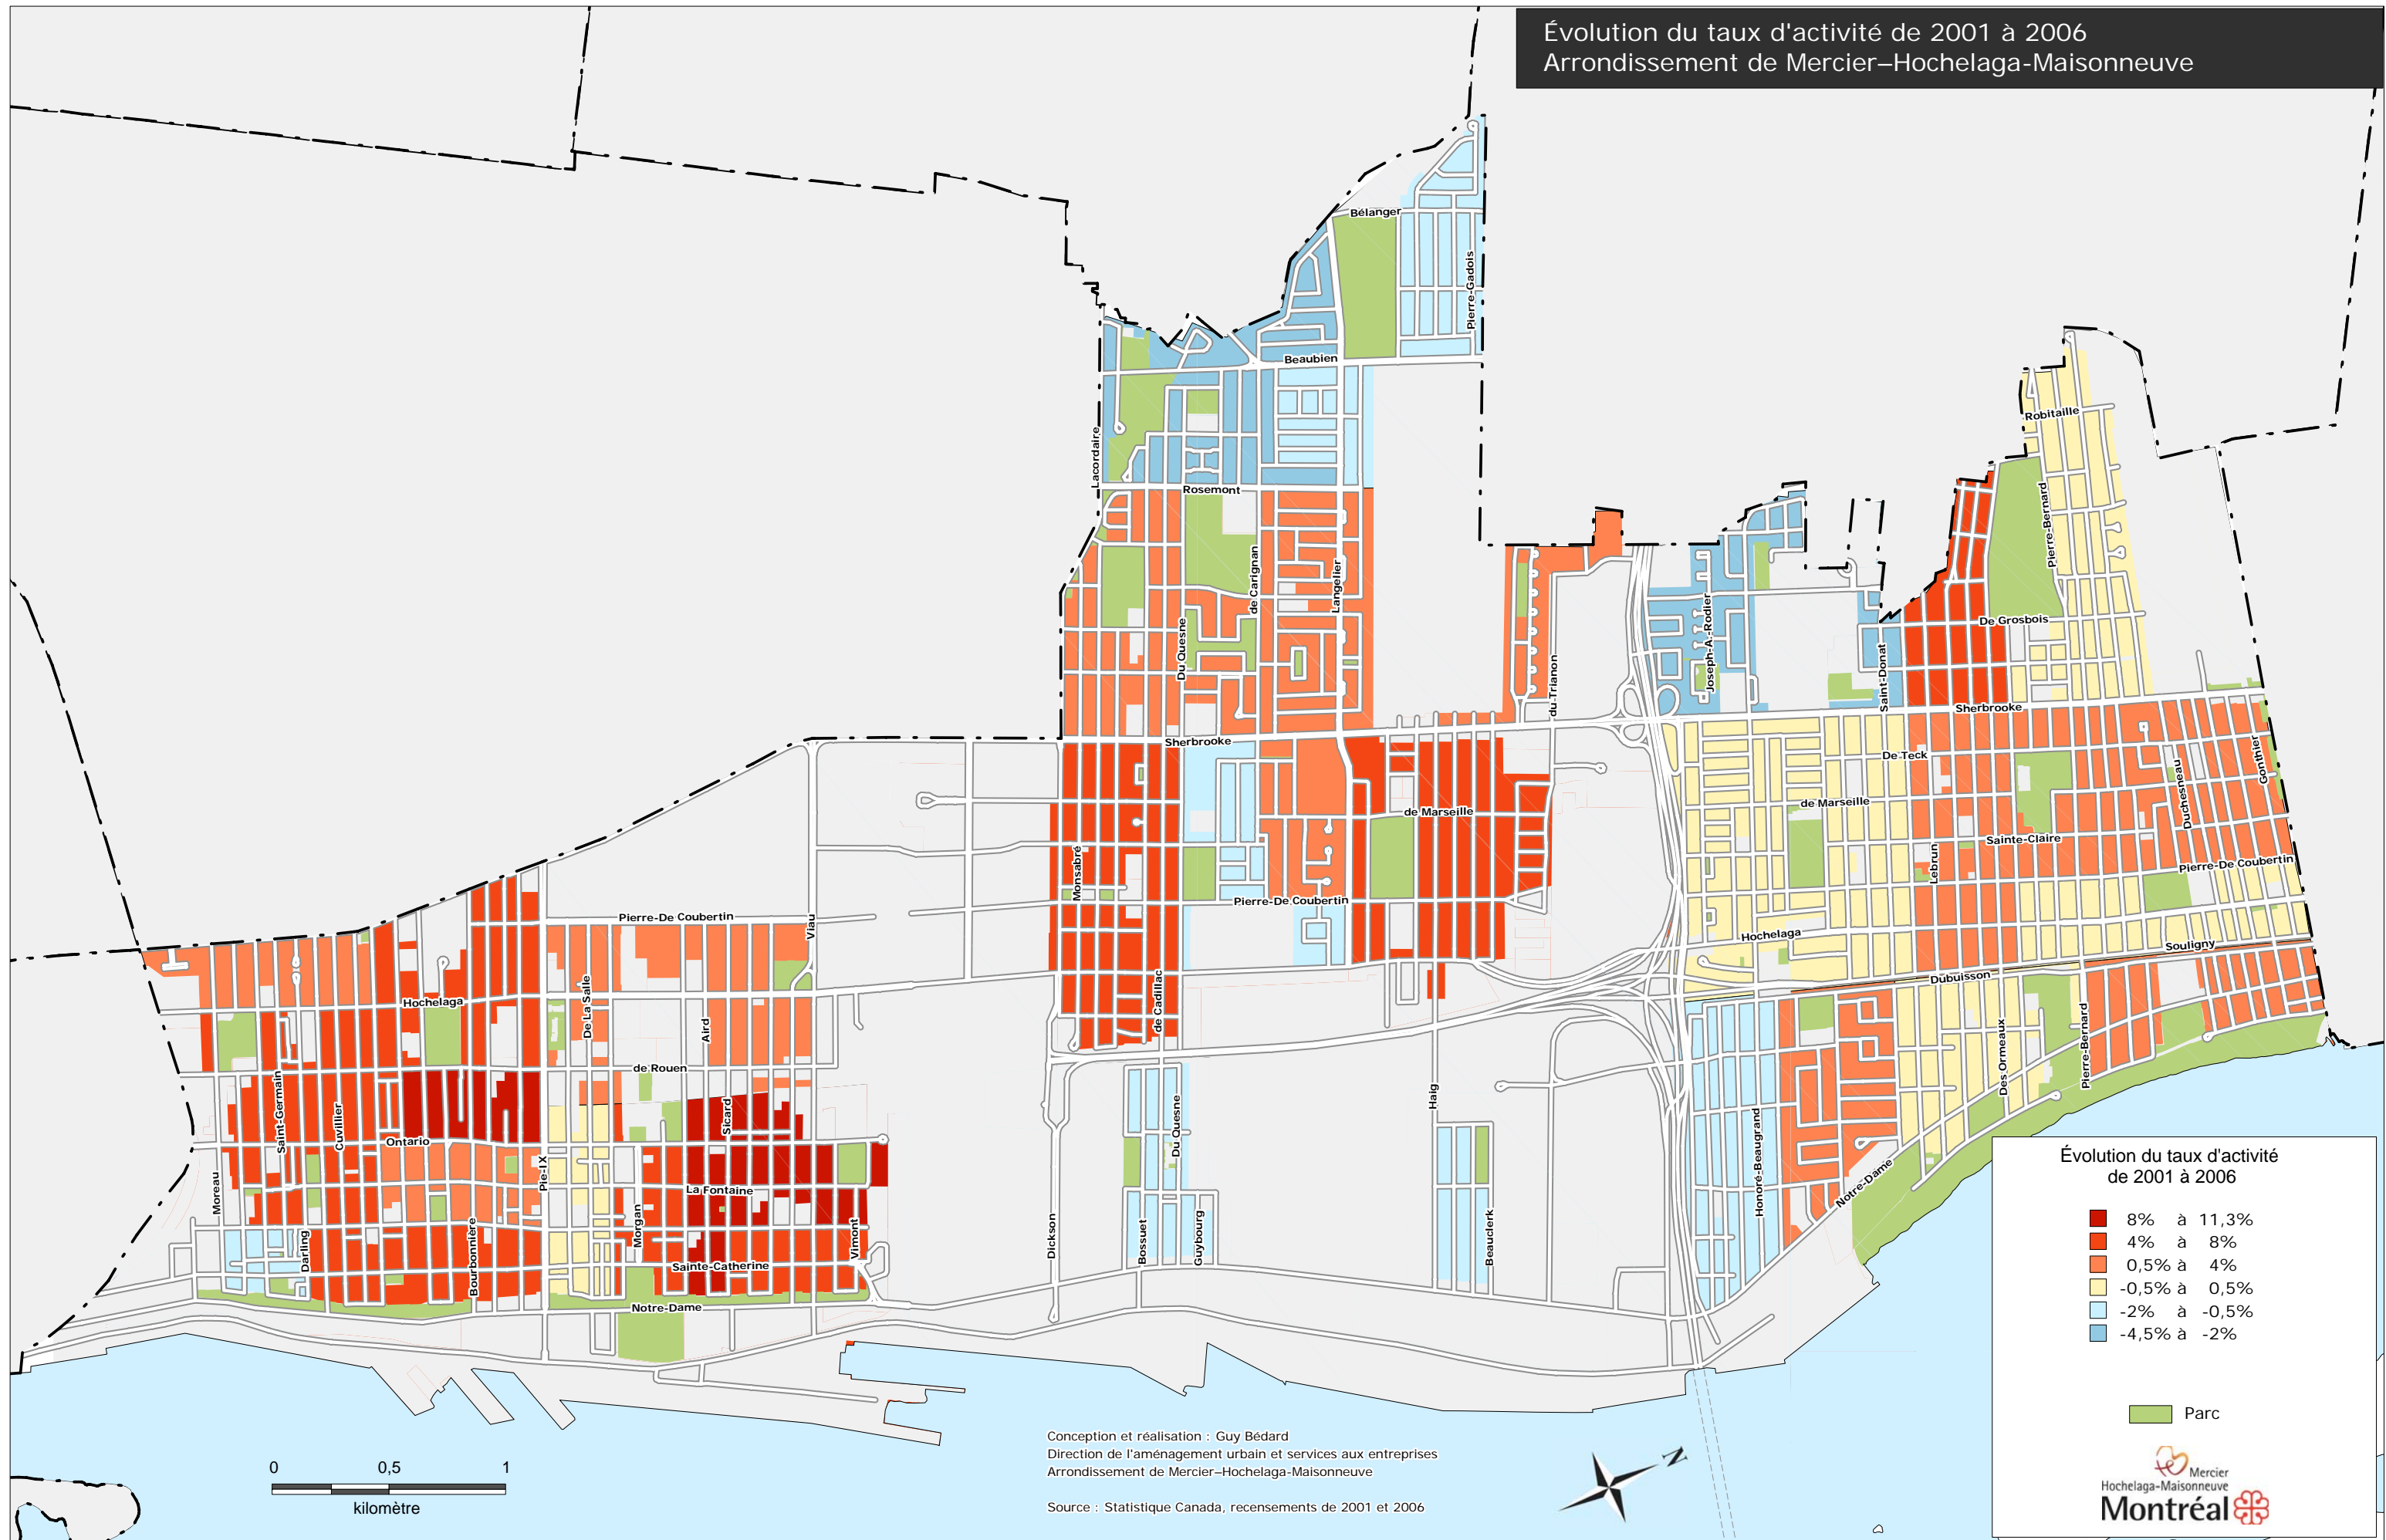 Évolution du taux d'activité de 2001 à 2006
Arrondissement de Mercier–Hochelaga-Maisonneuve
Bélanger
Pierre-Gadois
Beaubien
Lacordaire
Rosemont
de Carignan
Langelier
Du Quesne
Sherbrooke
du Trianon
Joseph-A.-Rodier
Saint-Donat
Robitaille
Pierre-Bernard
De Grosbois
Sherbrooke
De Teck
de Marseille
de Marseille
Lebrun
Sainte-Claire
Duchesneau
Gonthier
Pierre-De Coubertin
Monsabré
Pierre-De Coubertin
Pierre-De Coubertin
Viau
Hochelaga
Souligny
Dubuisson
Hochelaga
De La Salle
Aird
de Cadillac
de Rouen
Saint-Germain
Cuvillier
Ontario
Sicard
Moreau
Pie-IX
La Fontaine
Morgan
Darling
Bourbonnière
Sainte-Catherine
Vimont
Notre-Dame
Dickson
Bossuet
Du Quesne
Guybourg
Haig
Beauclerk
Honoré-Beaugrand
Notre-Dame
Des Ormeaux
Pierre-Bernard
Évolution du taux d'activité
de 2001 à 2006
8% à 11,3%
4% à 8%
0,5% à 4%
-0,5% à 0,5%
-2% à -0,5%
-4,5% à -2%
Parc
Mercier
Hochelaga-Maisonneuve
Montréal
0 0,5 1
kilomètre
Conception et réalisation : Guy Bédard
Direction de l'aménagement urbain et services aux entreprises
Arrondissement de Mercier–Hochelaga-Maisonneuve
Source : Statistique Canada, recensements de 2001 et 2006
N